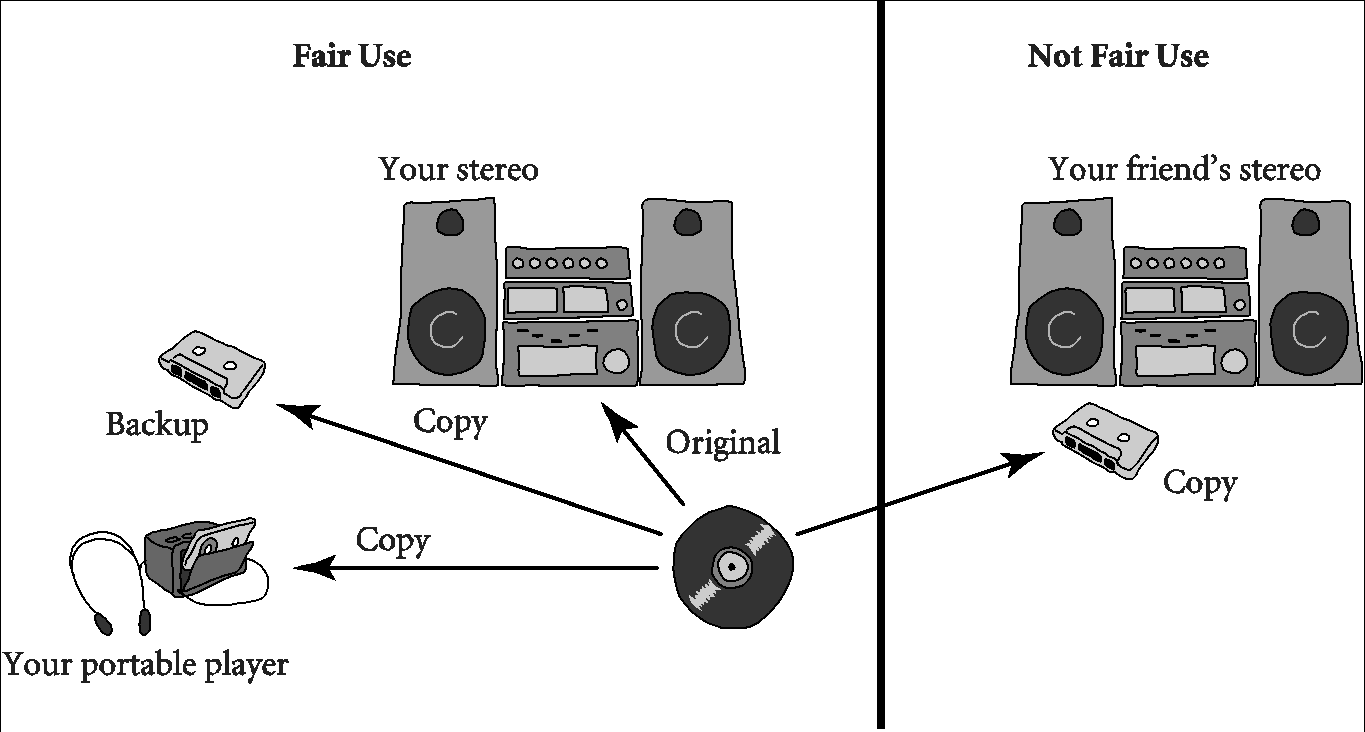 Fair Use
Not Fair Use
Your stereo
Your friend's stereo
Backup
Copy
Original
Copy
Copy
Your portable player